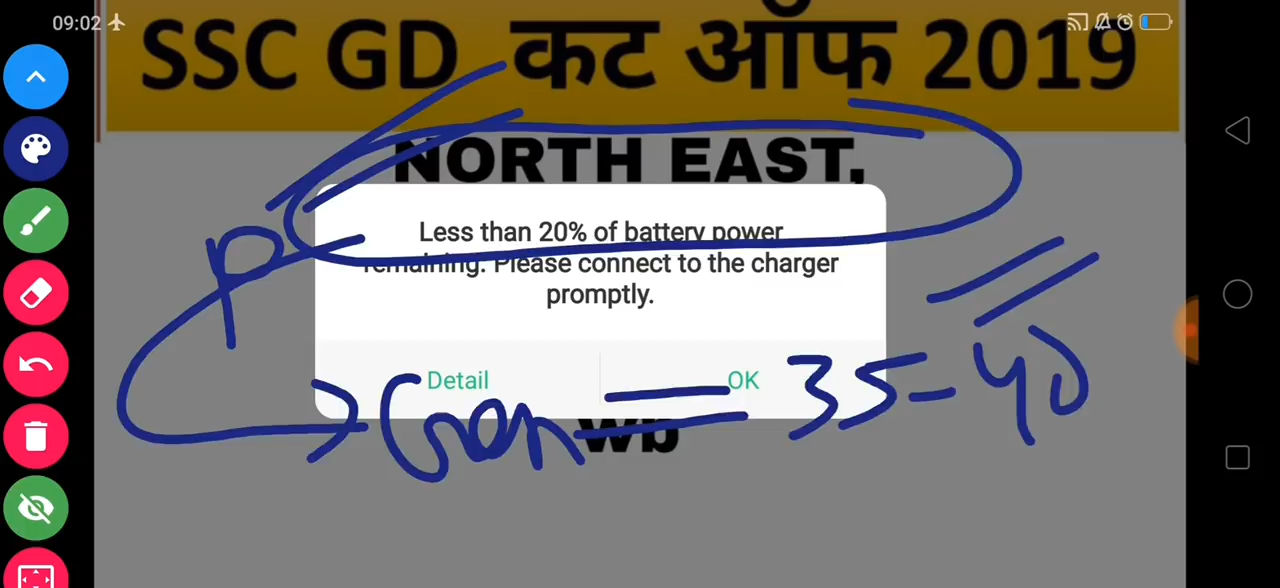 09:02
SSC GD कट ऑफ 2019
NORTH EAST,
Less than 20% of battery power
remaining. Please connect to the charger
promptly.
Detail OK
P
Gen = 35-40
wb